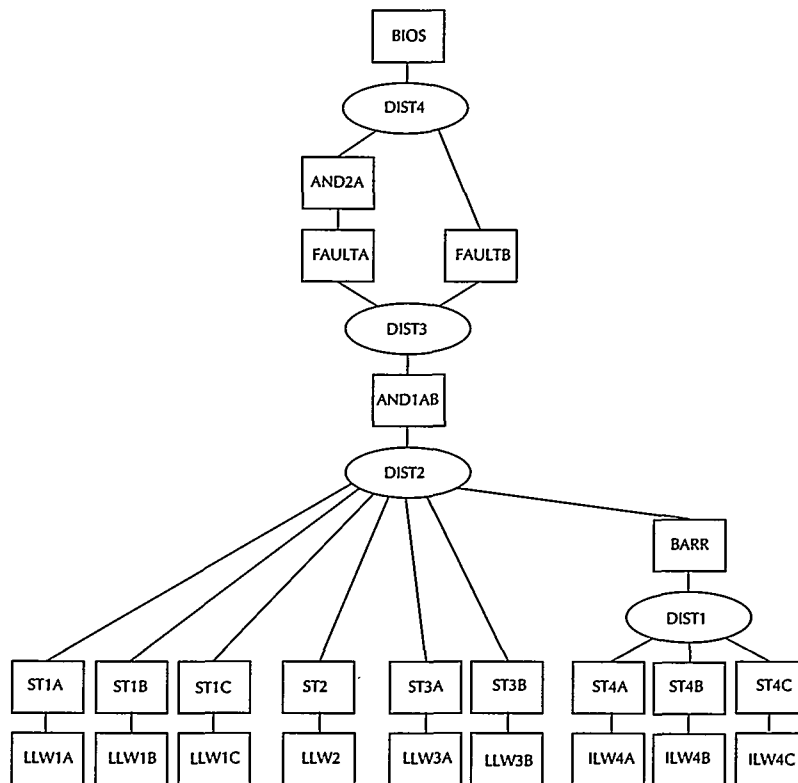 BIOS
DIST4
AND2A
FAULTA FAULTB
DIST3
AND1AB
DIST2
BARR
DIST1
ST1A ST1B ST1C ST2 ST3A ST3B ST4A ST4B ST4C
LLW1A LLW1B LLW1C LLW2 LLW3A LLW3B ILW4A ILW4B ILW4C